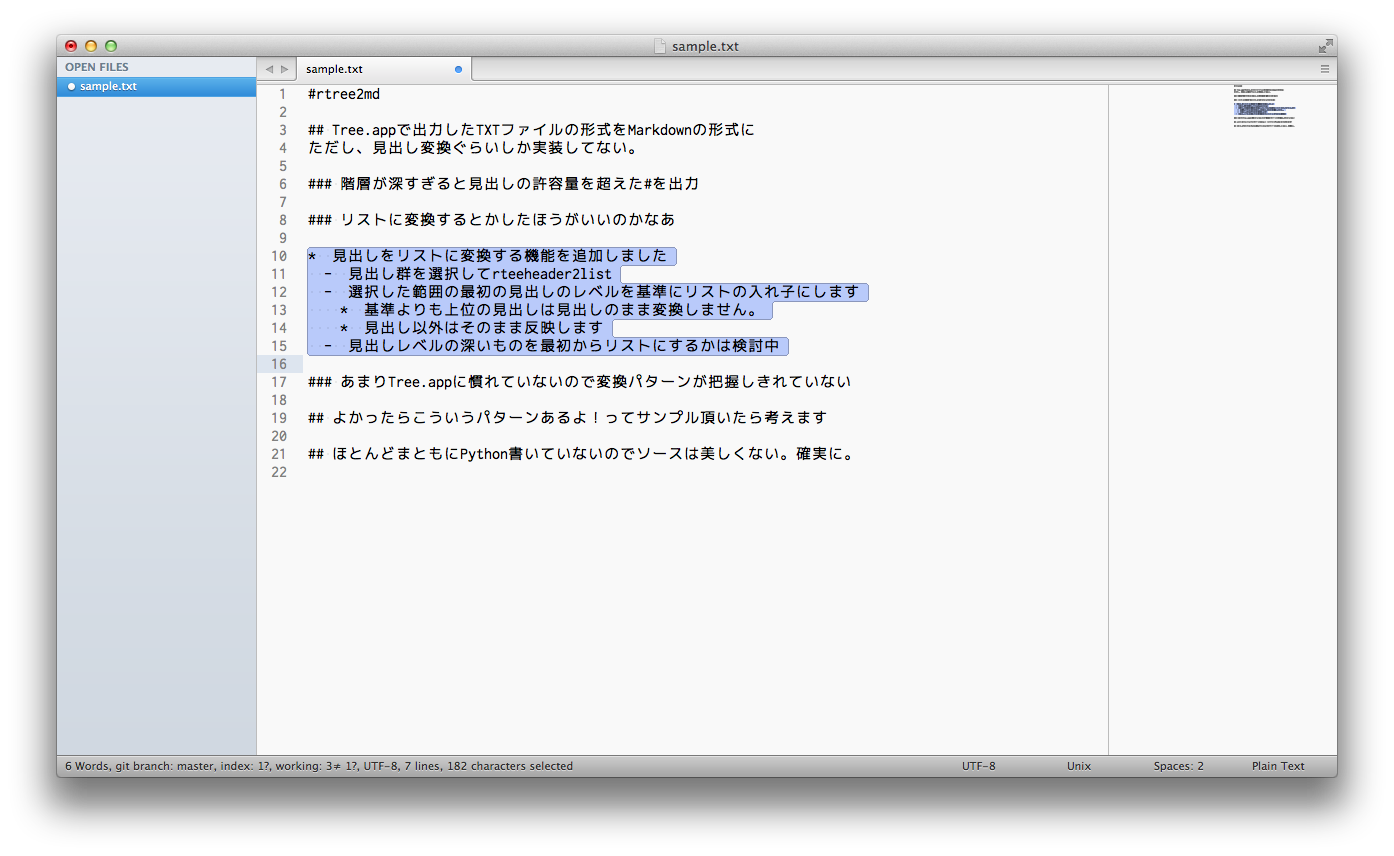 sample.txt
OPEN FILES
sample.txt
sample.txt
1 #rtree2md
2
3 ## Tree.appで出力したTXTファイルの形式をMarkdownの形式に
4 ただし、見出し変換ぐらいしか実装してない。
5
6 ### 階層が深すぎると見出しの許容量を超えた#を出力
7
8 ### リストに変換するとかしたほうがいいのかなあ
9
10 *  見出しをリストに変換する機能を追加しました
11   -  見出し群を選択してrteeheader2list
12   -  選択した範囲の最初の見出しのレベルを基準にリストの入れ子にします
13     *  基準よりも上位の見出しは見出しのまま変換しません。
14     *  見出し以外はそのまま反映します
15   -  見出しレベルの深いものを最初からリストにするかは検討中
16
17 ### あまりTree.appに慣れていないので変換パターンが把握しきれていない
18
19 ## よかったらこういうパターンあるよ！ってサンプル頂いたら考えます
20
21 ## ほとんどまともにPython書いていないのでソースは美しくない。確実に。
22
6 Words, git branch: master, index: 1?, working: 3≠ 1?, UTF-8, 7 lines, 182 characters selected
UTF-8
Unix
Spaces: 2
Plain Text